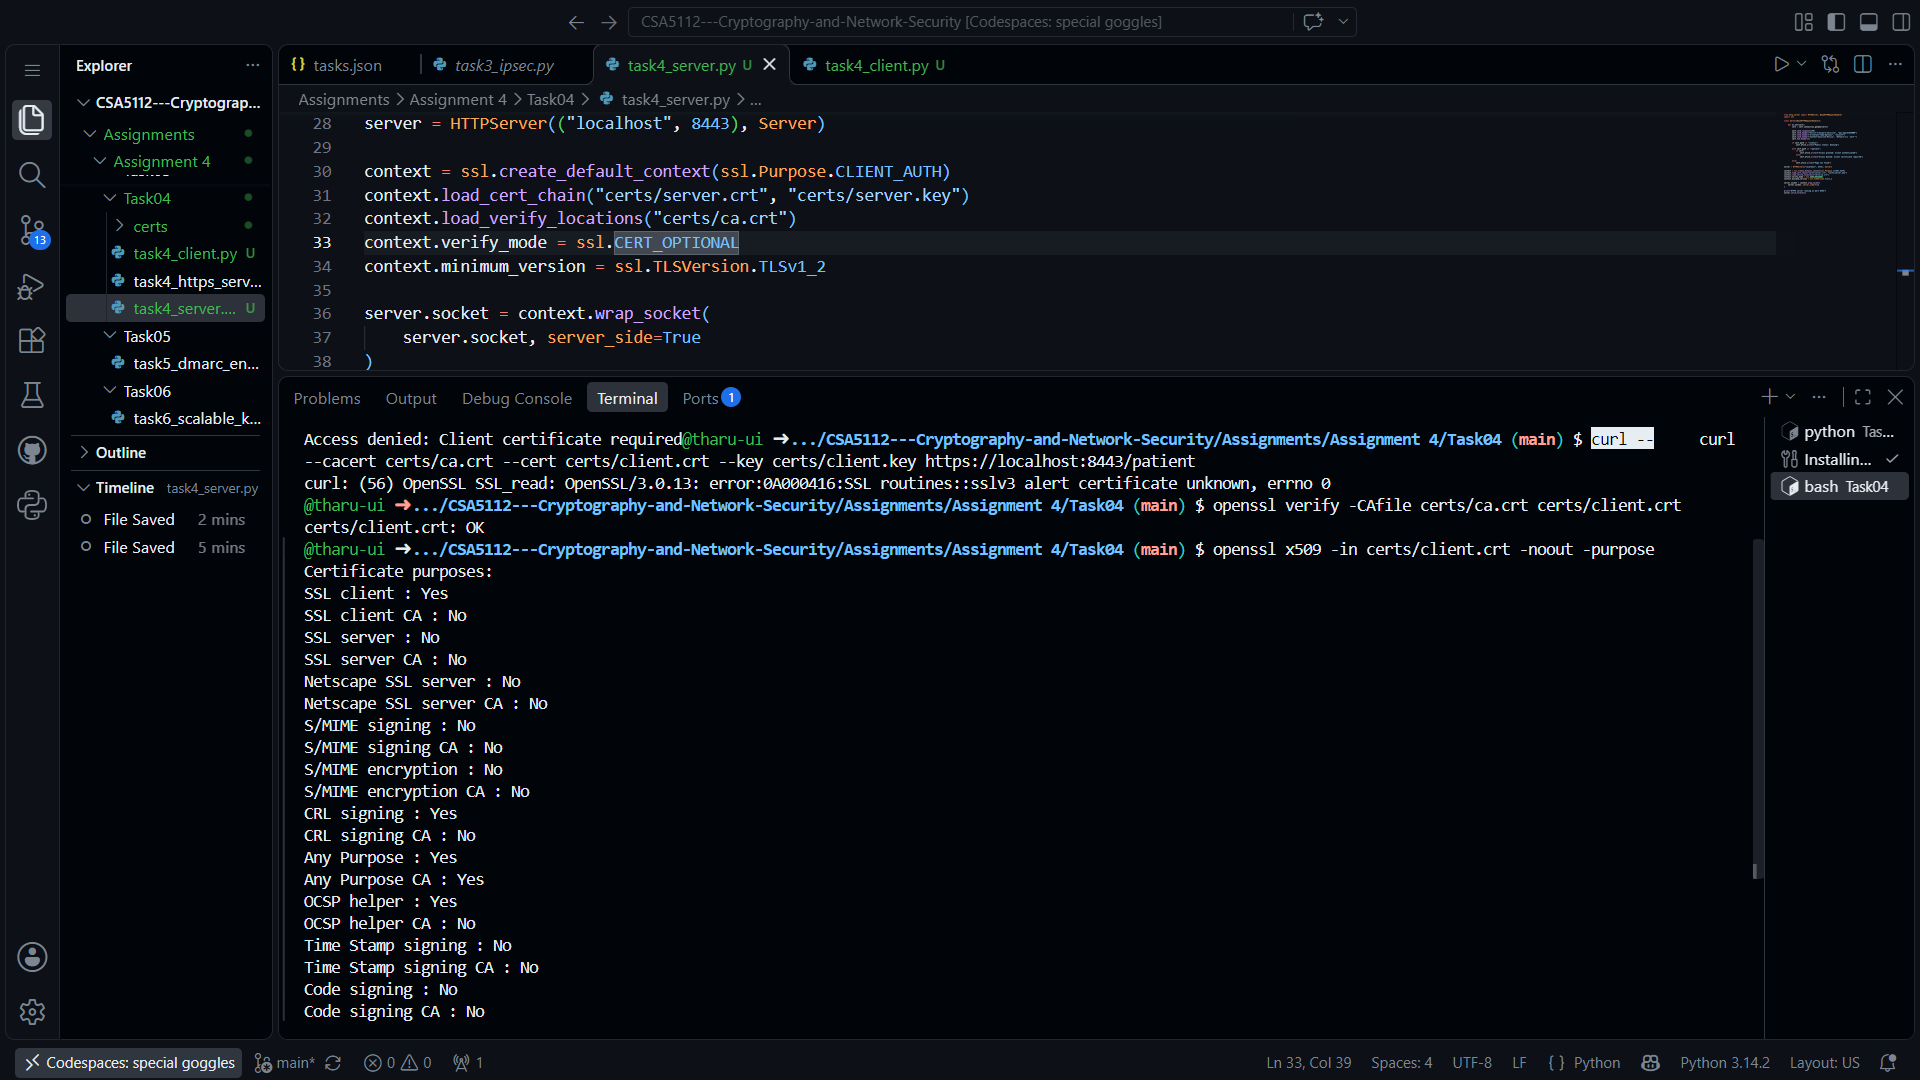 CSA5112---Cryptography-and-Network-Security [Codespaces: special goggles]
Explorer
CSA5112---Cryptograp...
Assignments
Assignment 4
Task04
certs
task4_client.py U
task4_https_serv...
task4_server.... U
Task05
task5_dmarc_en...
Task06
task6_scalable_k...
Outline
Timeline task4_server.py
File Saved 2 mins
File Saved 5 mins
13
tasks.json
task3_ipsec.py
task4_server.py U
task4_client.py U
Assignments > Assignment 4 > Task04 > task4_server.py > ...
28 server = HTTPServer(("localhost", 8443), Server)
29
30 context = ssl.create_default_context(ssl.Purpose.CLIENT_AUTH)
31 context.load_cert_chain("certs/server.crt", "certs/server.key")
32 context.load_verify_locations("certs/ca.crt")
33 context.verify_mode = ssl.CERT_OPTIONAL
34 context.minimum_version = ssl.TLSVersion.TLSv1_2
35
36 server.socket = context.wrap_socket(
37 server.socket, server_side=True
38 )
Problems Output Debug Console Terminal Ports 1
Access denied: Client certificate required@tharu-ui ➜.../CSA5112---Cryptography-and-Network-Security/Assignments/Assignment 4/Task04 (main) $ curl -- curl
--cacert certs/ca.crt --cert certs/client.crt --key certs/client.key https://localhost:8443/patient
curl: (56) OpenSSL SSL_read: OpenSSL/3.0.13: error:0A000416:SSL routines::sslv3 alert certificate unknown, errno 0
@tharu-ui ➜.../CSA5112---Cryptography-and-Network-Security/Assignments/Assignment 4/Task04 (main) $ openssl verify -CAfile certs/ca.crt certs/client.crt
certs/client.crt: OK
@tharu-ui ➜.../CSA5112---Cryptography-and-Network-Security/Assignments/Assignment 4/Task04 (main) $ openssl x509 -in certs/client.crt -noout -purpose
Certificate purposes:
SSL client : Yes
SSL client CA : No
SSL server : No
SSL server CA : No
Netscape SSL server : No
Netscape SSL server CA : No
S/MIME signing : No
S/MIME signing CA : No
S/MIME encryption : No
S/MIME encryption CA : No
CRL signing : Yes
CRL signing CA : No
Any Purpose : Yes
Any Purpose CA : Yes
OCSP helper : Yes
OCSP helper CA : No
Time Stamp signing : No
Time Stamp signing CA : No
Code signing : No
Code signing CA : No
python Tas...
Installin...
bash Task04
Codespaces: special goggles main* 0 0 1
Ln 33, Col 39 Spaces: 4 UTF-8 LF { } Python Python 3.14.2 Layout: US